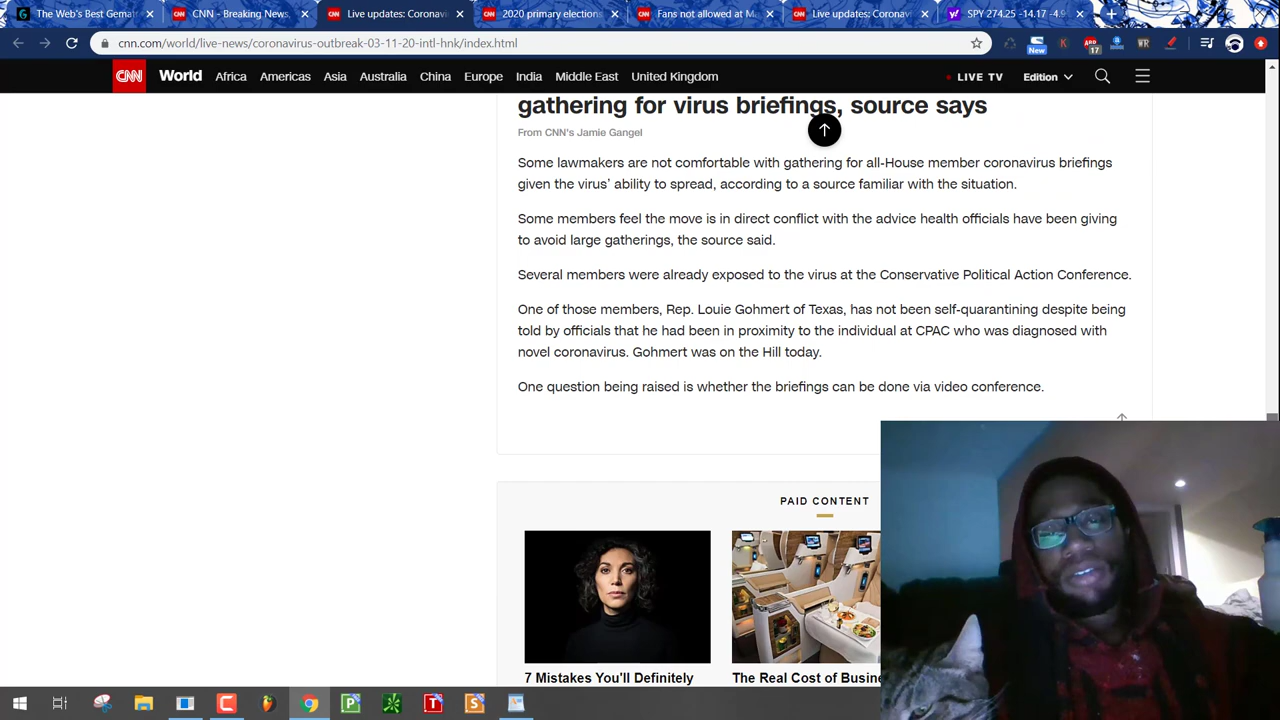 The Web's Best Gemat
CNN - Breaking News,
Live updates: Coronavi
2020 primary elections
Fans not allowed at M
Live updates: Coronavi
SPY 274.25 -14.17 -4.9
cnn.com/world/live-news/coronavirus-outbreak-03-11-20-intl-hnk/index.html
New
17
WR
CNN World Africa Americas Asia Australia China Europe India Middle East United Kingdom LIVE TV Edition
gathering for virus briefings, source says
From CNN's Jamie Gangel
Some lawmakers are not comfortable with gathering for all-House member coronavirus briefings
given the virus' ability to spread, according to a source familiar with the situation.
Some members feel the move is in direct conflict with the advice health officials have been giving
to avoid large gatherings, the source said.
Several members were already exposed to the virus at the Conservative Political Action Conference.
One of those members, Rep. Louie Gohmert of Texas, has not been self-quarantining despite being
told by officials that he had been in proximity to the individual at CPAC who was diagnosed with
novel coronavirus. Gohmert was on the Hill today.
One question being raised is whether the briefings can be done via video conference.
PAID CONTENT
7 Mistakes You'll Definitely
The Real Cost of Busine